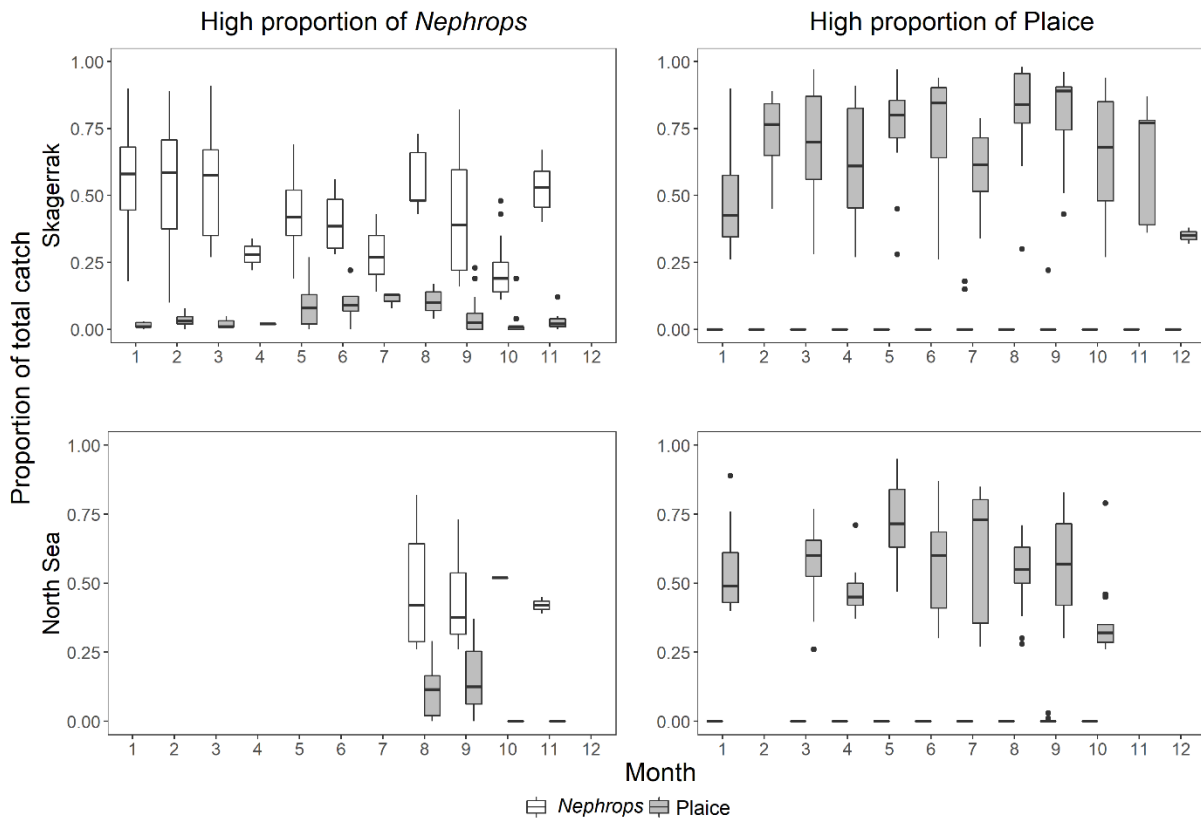 High proportion of Nephrops
High proportion of Plaice
Proportion of total catch
Skagerrak
1.00
0.75
0.50
0.25
0.00
1 2 3 4 5 6 7 8 9 10 11 12
1.00
0.75
0.50
0.25
0.00
1 2 3 4 5 6 7 8 9 10 11 12
North Sea
1.00
0.75
0.50
0.25
0.00
1 2 3 4 5 6 7 8 9 10 11 12
1.00
0.75
0.50
0.25
0.00
1 2 3 4 5 6 7 8 9 10 11 12
Month
Nephrops Plaice